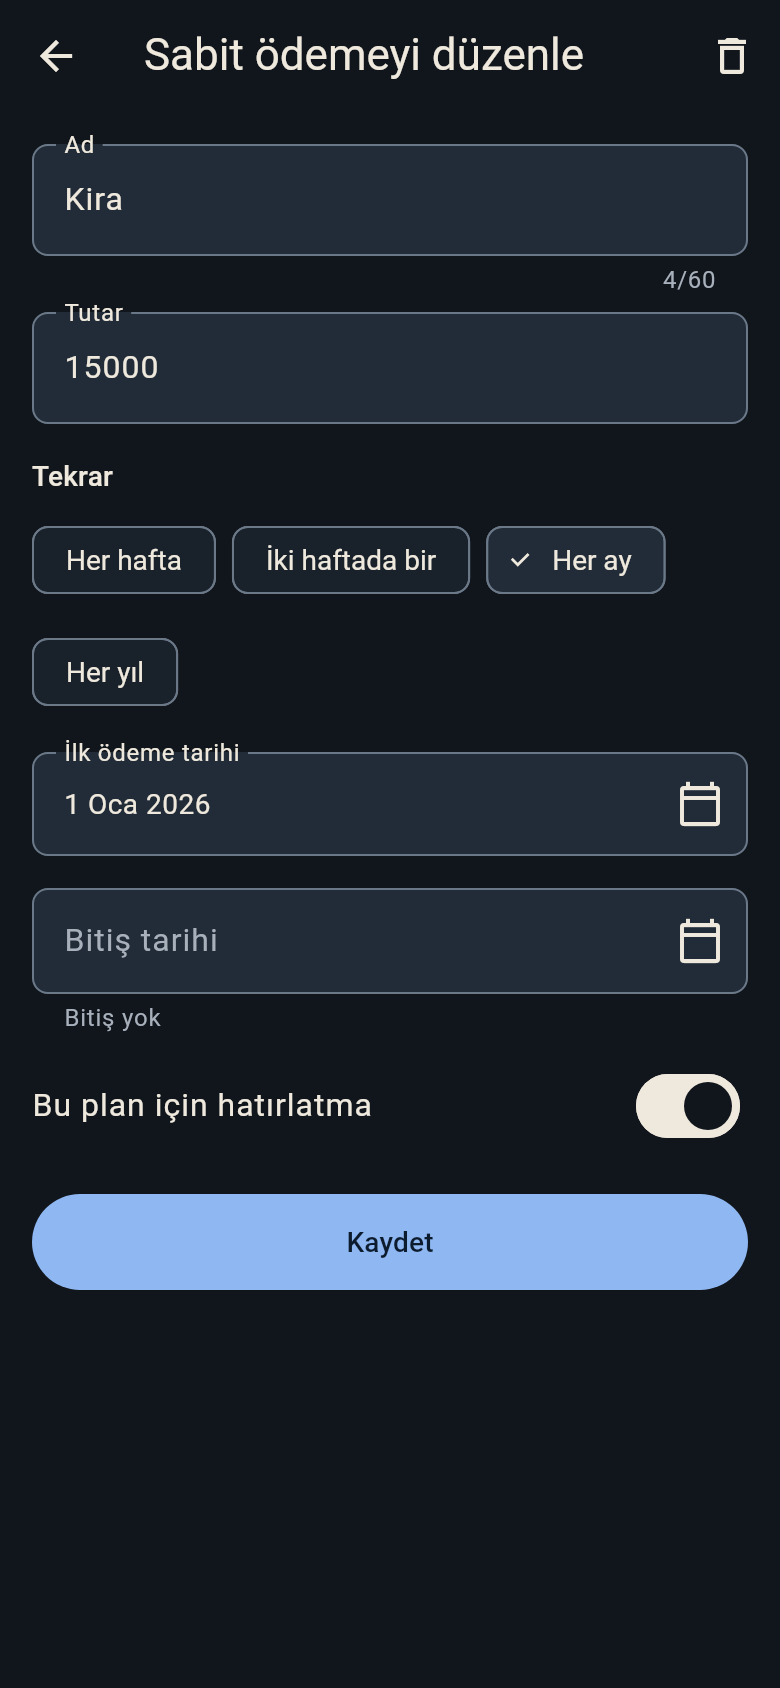 Sabit ödemeyi düzenle
Ad
Kira
4/60
Tutar
15000
Tekrar
Her hafta
İki haftada bir
Her ay
Her yıl
İlk ödeme tarihi
1 Oca 2026
Bitiş tarihi
Bitiş yok
Bu plan için hatırlatma
Kaydet